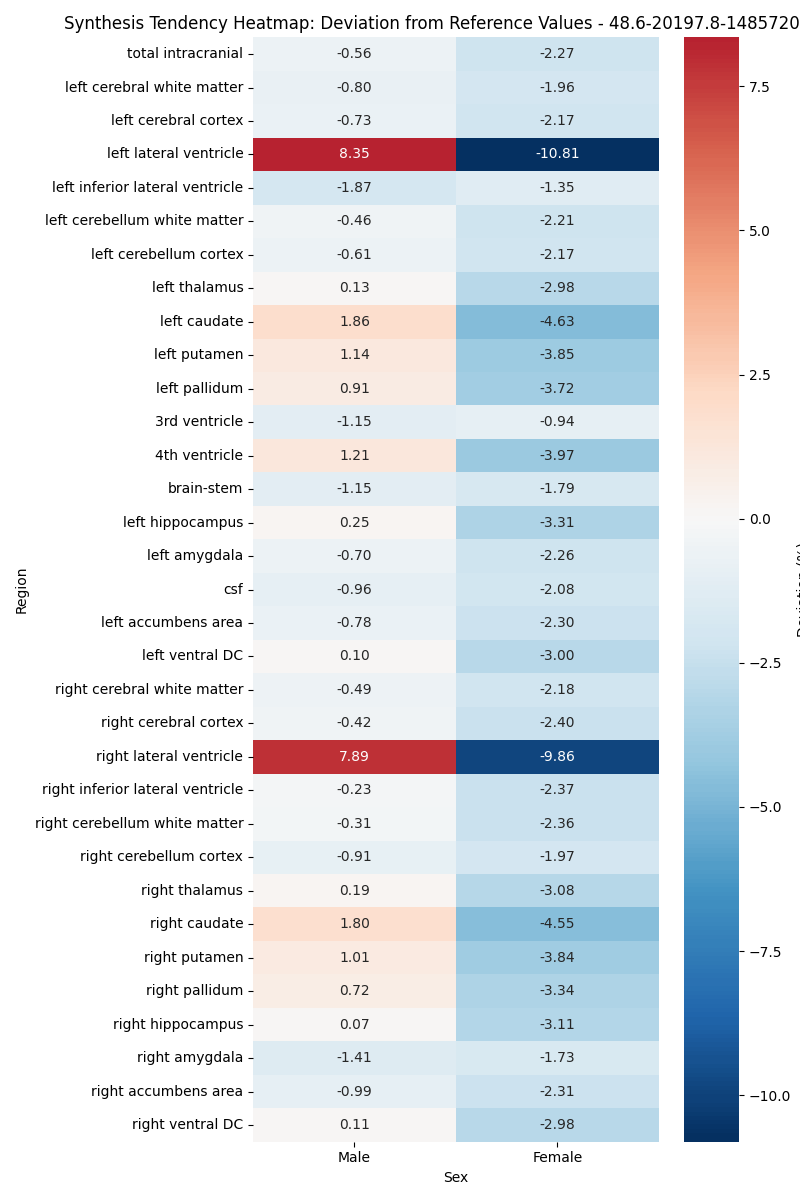 Synthesis Tendency Heatmap: Deviation from Reference Values - 48.6-20197.8-1485720
total intracranial -0.56 -2.27
left cerebral white matter -0.80 -1.96
left cerebral cortex -0.73 -2.17
left lateral ventricle 8.35 -10.81
left inferior lateral ventricle -1.87 -1.35
left cerebellum white matter -0.46 -2.21
left cerebellum cortex -0.61 -2.17
left thalamus 0.13 -2.98
left caudate 1.86 -4.63
left putamen 1.14 -3.85
left pallidum 0.91 -3.72
3rd ventricle -1.15 -0.94
4th ventricle 1.21 -3.97
brain-stem -1.15 -1.79
left hippocampus 0.25 -3.31
left amygdala -0.70 -2.26
csf -0.96 -2.08
left accumbens area -0.78 -2.30
left ventral DC 0.10 -3.00
right cerebral white matter -0.49 -2.18
right cerebral cortex -0.42 -2.40
right lateral ventricle 7.89 -9.86
right inferior lateral ventricle -0.23 -2.37
right cerebellum white matter -0.31 -2.36
right cerebellum cortex -0.91 -1.97
right thalamus 0.19 -3.08
right caudate 1.80 -4.55
right putamen 1.01 -3.84
right pallidum 0.72 -3.34
right hippocampus 0.07 -3.11
right amygdala -1.41 -1.73
right accumbens area -0.99 -2.31
right ventral DC 0.11 -2.98
Male Female
Sex
Region
7.5
5.0
2.5
0.0
−2.5
−5.0
−7.5
−10.0